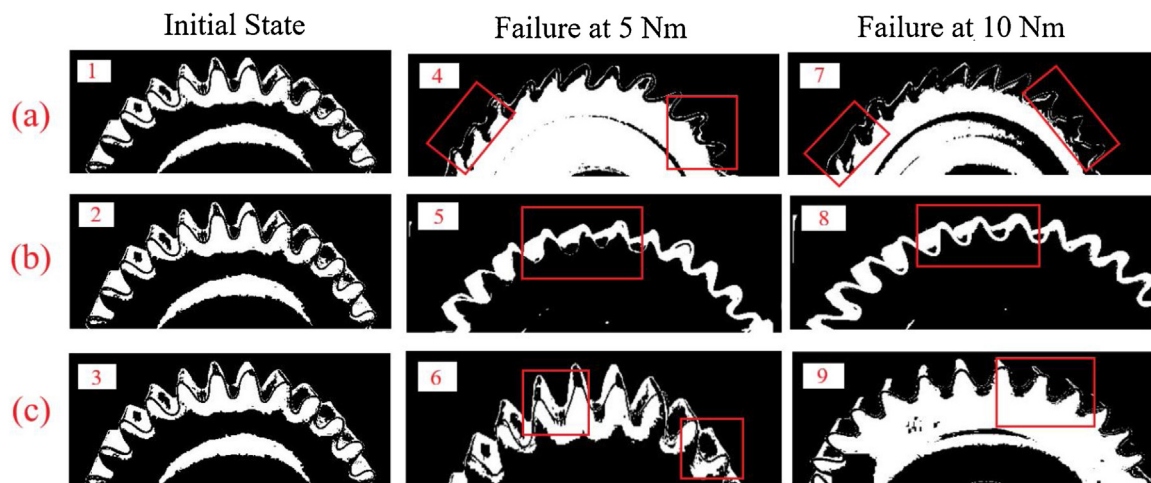 Initial State Failure at 5 Nm Failure at 10 Nm
1 4 7
(a)
2 5 8
(b)
3 6 9
(c)